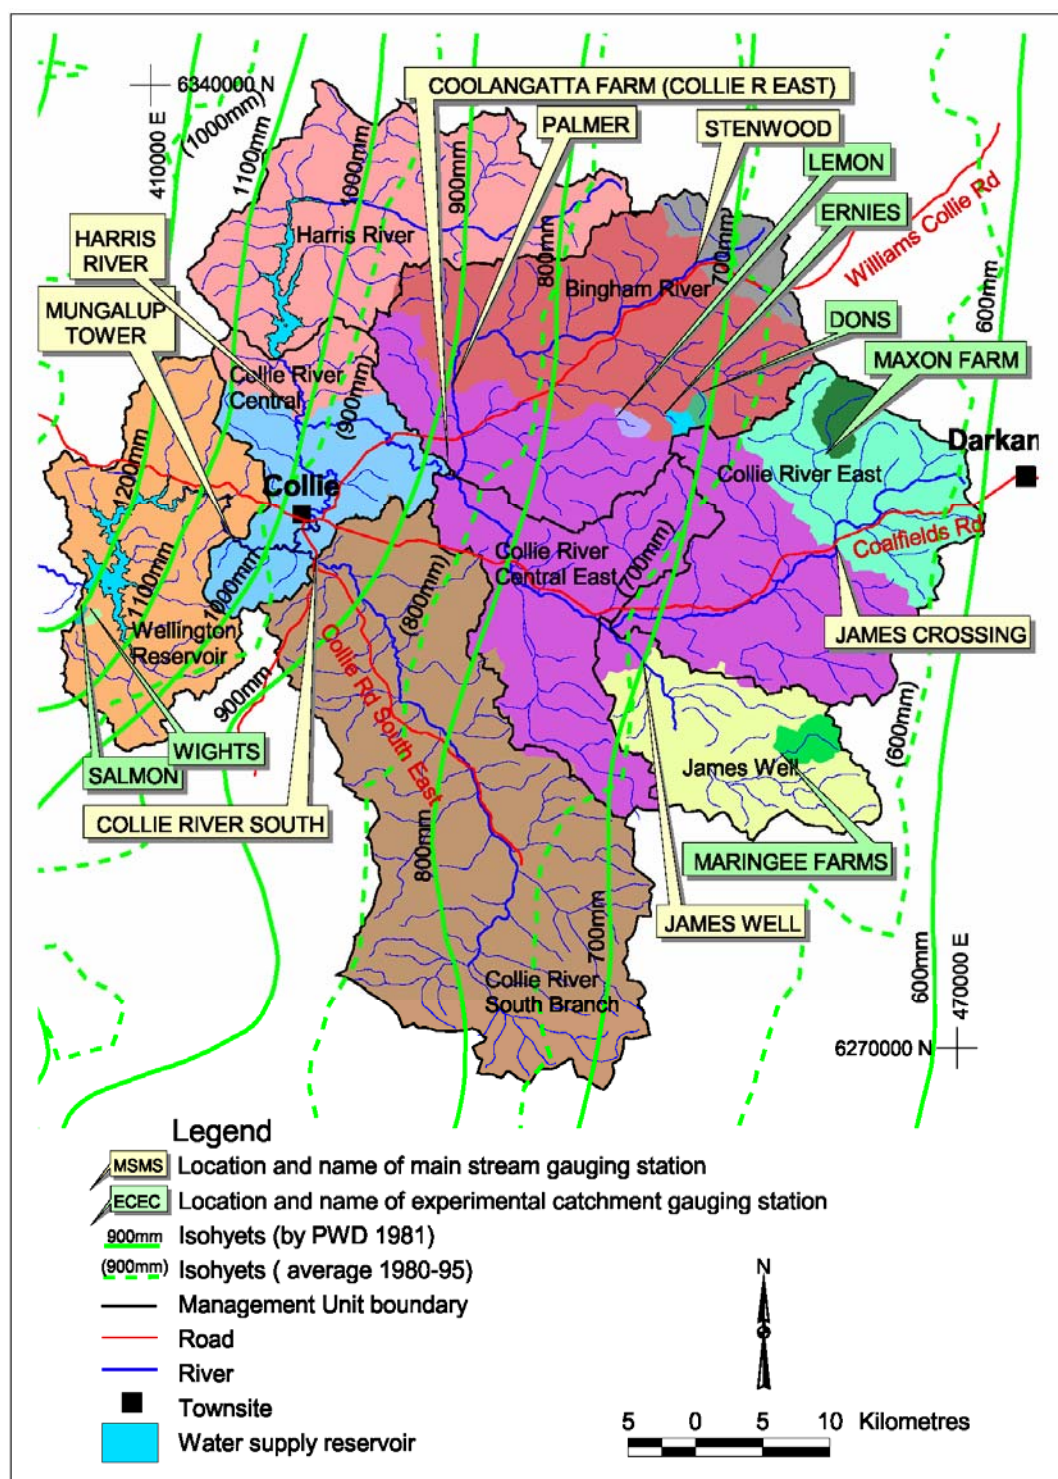 6340000 N
410000 E
(1000mm)
1100mm
1000mm
(900mm)
900mm
800mm
(800mm)
700mm
(700mm)
600mm
(600mm)
1200mm
1100mm
1000mm
900mm
800mm
700mm
600mm
COOLANGATTA FARM (COLLIE R EAST)
PALMER
STENWOOD
LEMON
ERNIES
DONS
MAXON FARM
HARRIS
RIVER
MUNGALUP
TOWER
Harris River
Bingham River
Williams Collie Rd
Collie River
Central
Collie
Collie River East
Darkan
Coalfields Rd
Collie River
Central East
Wellington
Reservoir
JAMES CROSSING
James Well
SALMON
WIGHTS
COLLIE RIVER SOUTH
Collie Rd South East
MARINGEE FARMS
JAMES WELL
Collie River
South Branch
470000 E
6270000 N
Legend
MSMS Location and name of main stream gauging station
ECEC Location and name of experimental catchment gauging station
900mm Isohyets (by PWD 1981)
(900mm) Isohyets ( average 1980-95)
Management Unit boundary
Road
River
Townsite
Water supply reservoir
N
5 0 5 10 Kilometres